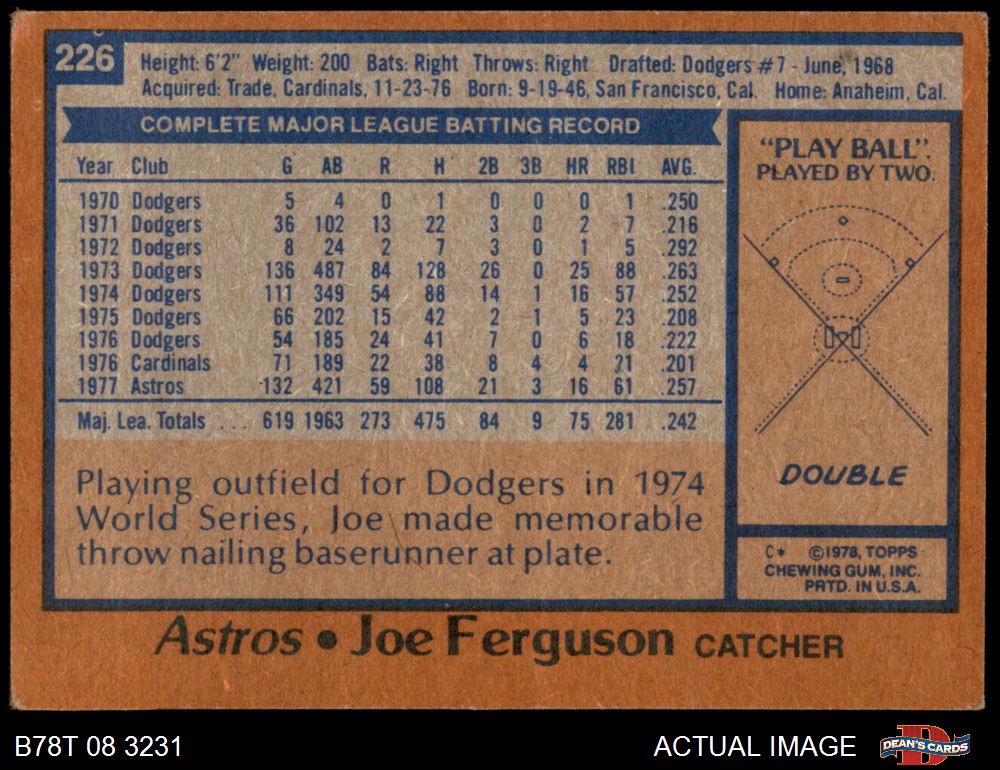 226
Height: 6'2" Weight: 200 Bats: Right Throws: Right Drafted: Dodgers #7 - June, 1968
Acquired: Trade, Cardinals, 11-23-76 Born: 9-19-46, San Francisco, Cal. Home: Anaheim, Cal.
COMPLETE MAJOR LEAGUE BATTING RECORD
Year Club G AB R H 2B 3B HR RBI AVG.
1970 Dodgers 5 4 0 1 0 0 0 1 .250
1971 Dodgers 36 102 13 22 3 0 2 7 .216
1972 Dodgers 8 24 2 7 3 0 1 5 .292
1973 Dodgers 136 487 84 128 26 0 25 88 .263
1974 Dodgers 111 349 54 88 14 1 16 57 .252
1975 Dodgers 66 202 15 42 2 1 5 23 .208
1976 Dodgers 54 185 24 41 7 0 6 18 .222
1976 Cardinals 71 189 22 38 8 4 4 21 .201
1977 Astros 132 421 59 108 21 3 16 61 .257
Maj. Lea. Totals . . . 619 1963 273 475 84 9 75 281 .242
Playing outfield for Dodgers in 1974
World Series, Joe made memorable
throw nailing baserunner at plate.
"PLAY BALL".
PLAYED BY TWO.
DOUBLE
C* ©1978, TOPPS
CHEWING GUM, INC.
PRTD. IN U.S.A.
Astros • Joe Ferguson CATCHER
B78T 08 3231
ACTUAL IMAGE
D
DEAN'S CARDS